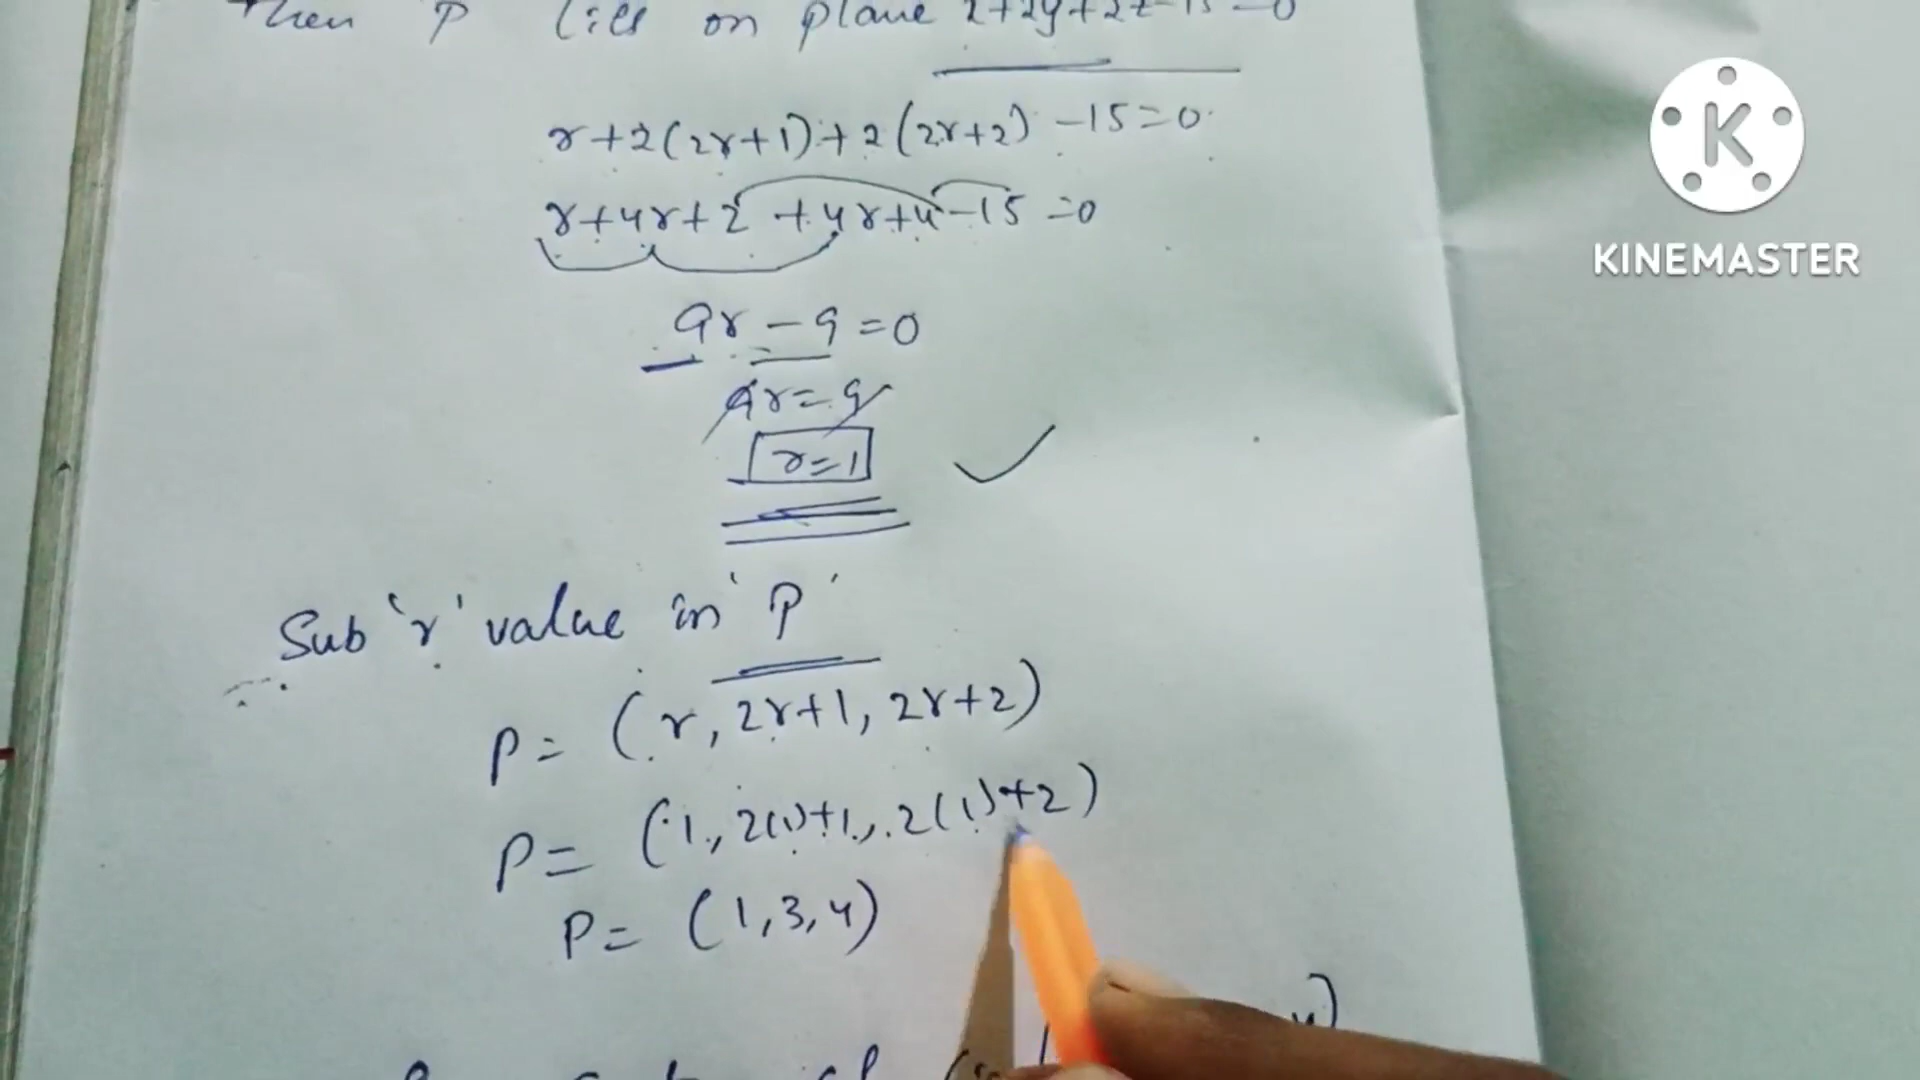 Then P lies on plane x+2y+2z-15=0
r+2(2r+1)+2(2r+2)-15=0
r+4r+2+4r+4-15=0
9r-9=0
9r=9
r=1
Sub 'r' value in 'P'
P=(r, 2r+1, 2r+2)
P=(1, 2(1)+1, 2(1)+2)
P=(1,3,4)
KINEMASTER